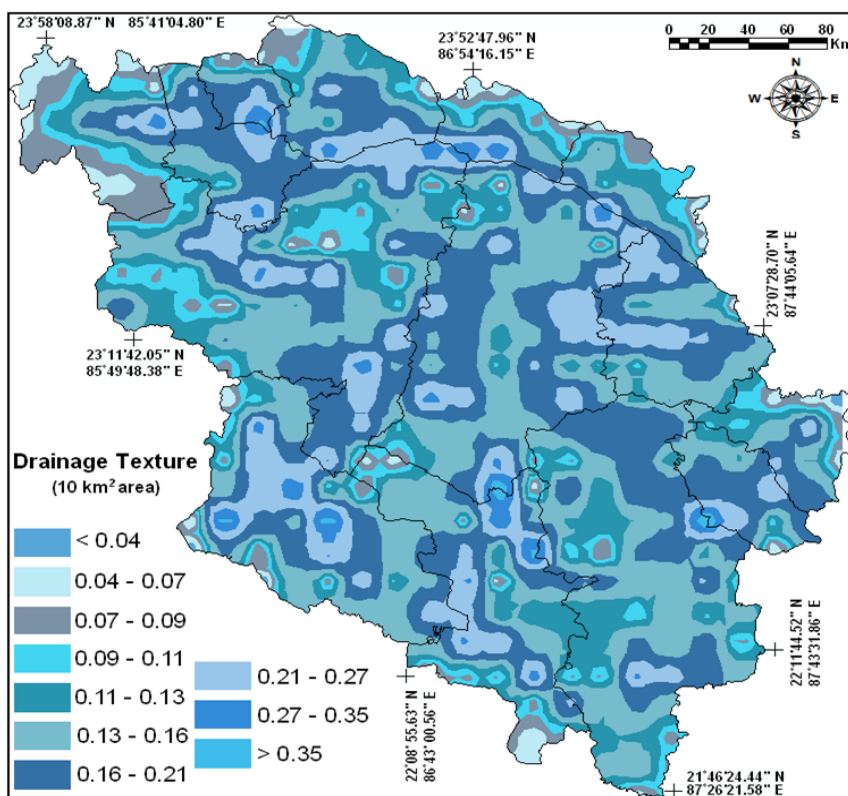 23°58'08.87" N 85°41'04.80" E
23°52'47.96" N
86°54'16.15" E
0 20 40 60 80
Km
N
W E
S
23°07'28.70" N
87°44'05.64" E
23°11'42.05" N
85°49'48.38" E
Drainage Texture
(10 km² area)
< 0.04
0.04 - 0.07
0.07 - 0.09
0.09 - 0.11
0.11 - 0.13
0.13 - 0.16
0.16 - 0.21
0.21 - 0.27
0.27 - 0.35
> 0.35
22°11'44.52" N
87°43'31.86" E
22°08'55.63" N
86°43'00.56" E
21°46'24.44" N
87°26'21.58" E